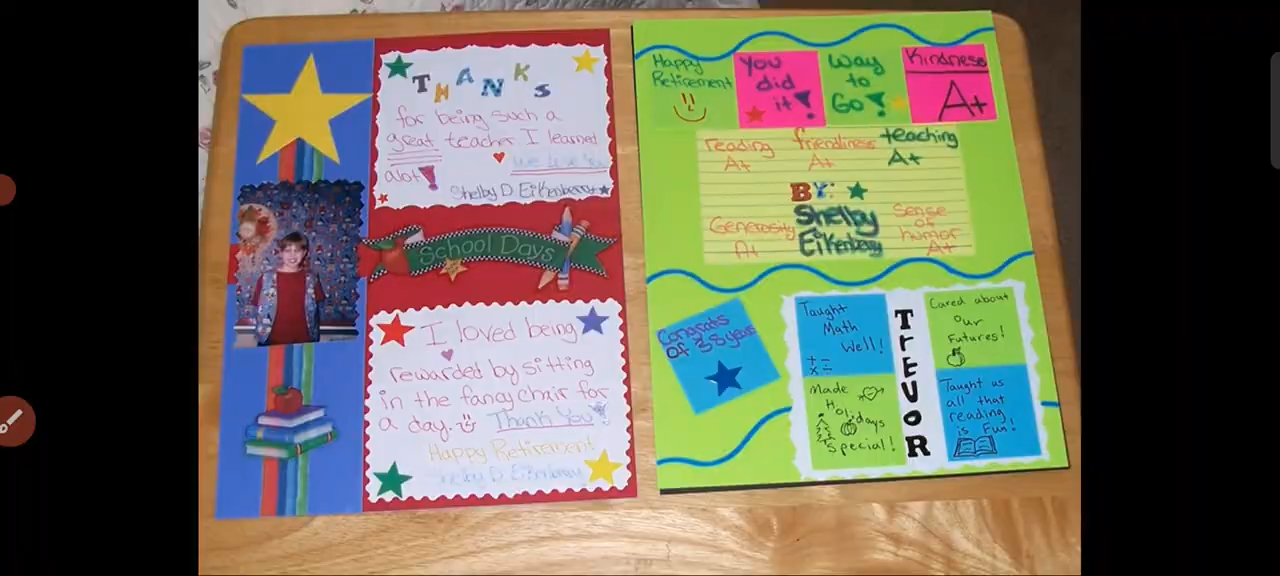 THANKS
for being such a
great teacher. I learned
alot!
We Love You
Shelby D. Eikenberry
School Days
I loved being
rewarded by sitting
in the fancy chair for
a day.
Thank You!
Happy Retirement
Shelby D. Eikenberry
Happy
Retirement
You
did
it!
Way
to
Go!
Kindness
A+
reading
A+
friendliness
A+
teaching
A+
BY:
Shelby
Eikenberry
Generosity
A+
Sense
of
humor
A+
Congrats
of 38 years
Taught
Math
Well!
+ -
x ÷
Made
Holidays
Special!
TREVOR
Cared about
Our
Futures!
Taught us
all that
reading
is Fun!